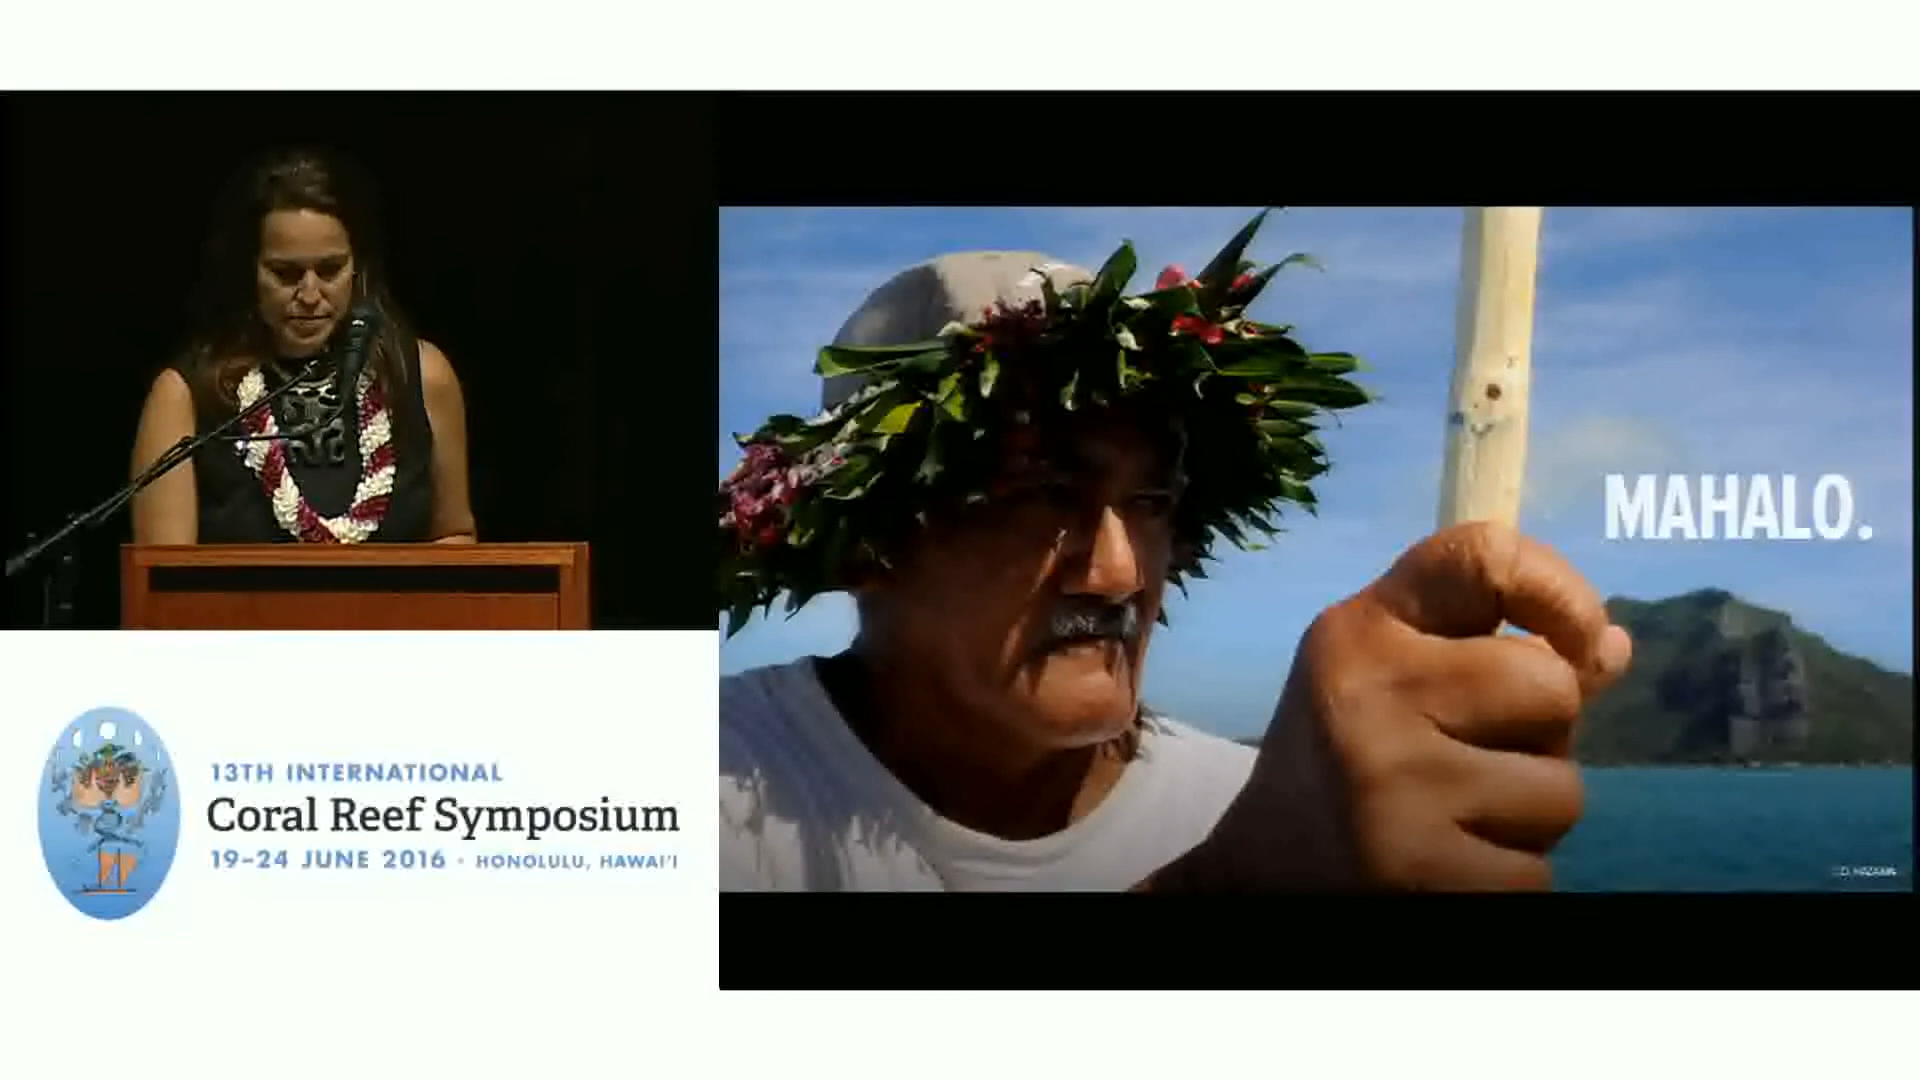 MAHALO.
13TH INTERNATIONAL
Coral Reef Symposium
19–24 JUNE 2016 • HONOLULU, HAWAI'I